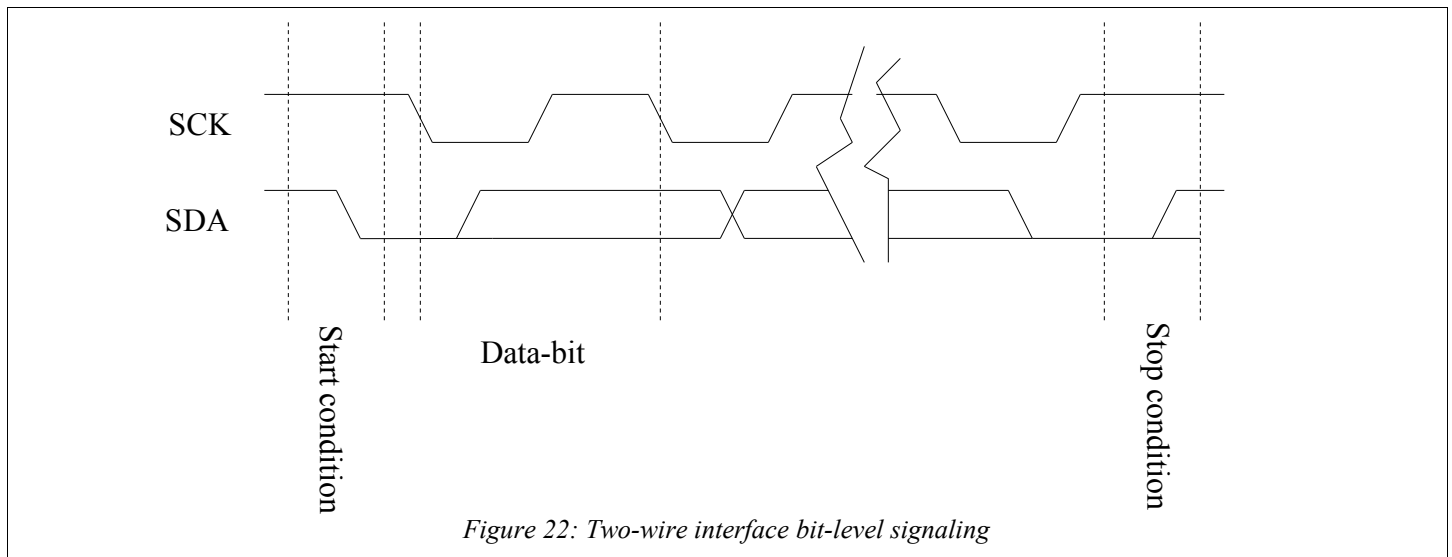 SCK
SDA
Start condition
Data-bit
Stop condition
Figure 22: Two-wire interface bit-level signaling